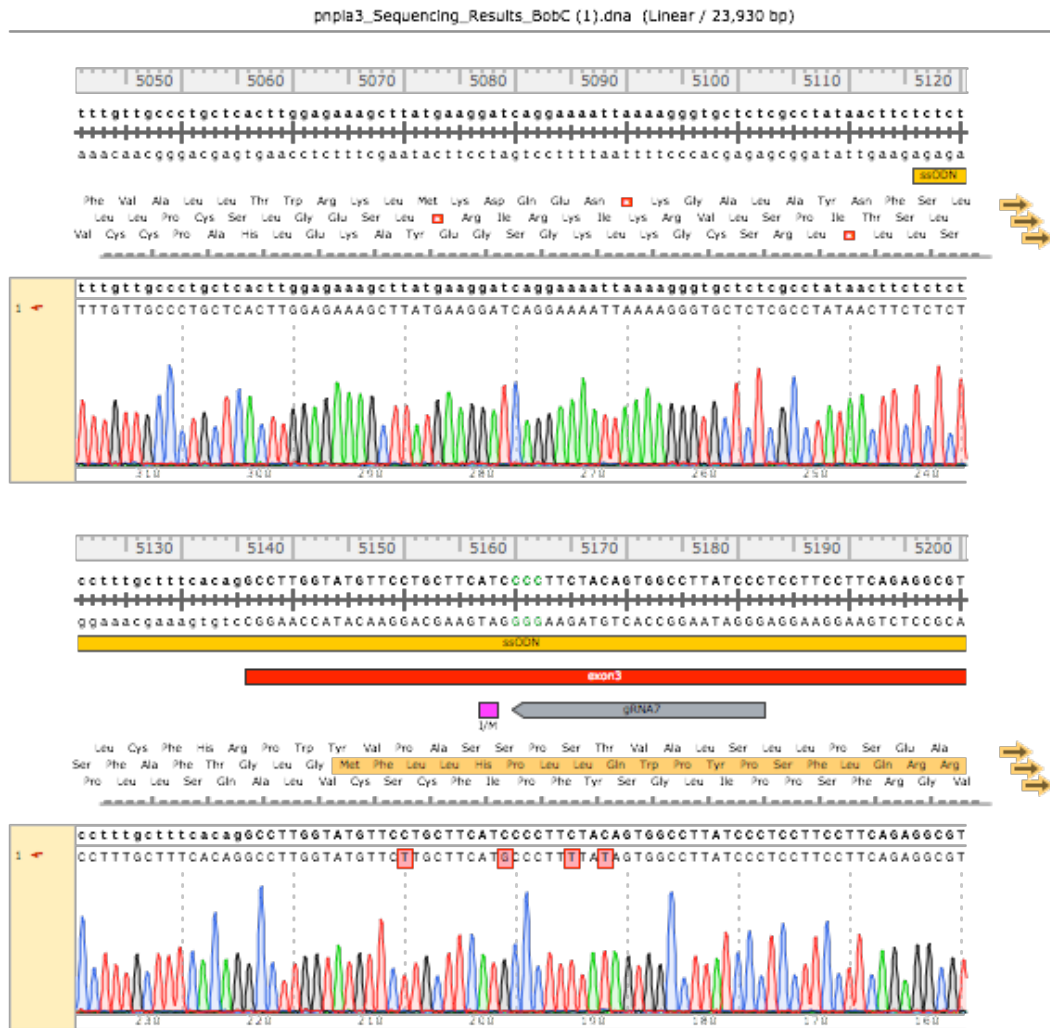 pnpla3_Sequencing_Results_BobC (1).dna (Linear / 23,930 bp)
5050 5060 5070 5080 5090 5100 5110 5120
tttgttgccctgctcacttggagaaagcttatgaaggatcaggaaaattaaaagggtgctctcgcctataacttctctct
aaacaacgggacgagtgaacctctttcgaatacttcctagtccttttaattttcccacgagagcggatattgaagagaga
ssODN
Phe Val Ala Leu Leu Thr Trp Arg Lys Leu Met Lys Asp Gln Glu Asn Lys Gly Ala Leu Ala Tyr Asn Phe Ser Leu
Leu Leu Pro Cys Ser Leu Gly Glu Ser Leu Arg Ile Arg Lys Ile Lys Arg Val Leu Ser Pro Ile Thr Ser Leu
Val Cys Cys Pro Ala His Leu Glu Lys Ala Tyr Glu Gly Ser Gly Lys Leu Lys Gly Cys Ser Arg Leu Leu Leu Ser
tttgttgccctgctcacttggagaaagcttatgaaggatcaggaaaattaaaagggtgctctcgcctataacttctctct
1 TTTGTTGCCCTGCTCACTTGGAGAAAGCTTATGAAGGATCAGGAAAATTAAAAGGGTGCTCTCGCCTATAACTTCTCTCT
310 300 290 280 270 260 250 240
5130 5140 5150 5160 5170 5180 5190 5200
cctttgctttcacagGCCTTGGTATGTTCCTGCTTCATCCCCTTCTACAGTGGCCTTATCCCTCCTTCCTTCAGAGGCGT
ggaaacgaaagtgtcCGGAACCATACAAGGACGAAGTAGGGGAAGATGTCACCGGAATAGGGAGGAAGGAAGTCTCCGCA
ssODN
exon3
gRNA7
I/M
Leu Cys Phe His Arg Pro Trp Tyr Val Pro Ala Ser Ser Pro Ser Thr Val Ala Leu Ser Leu Leu Pro Ser Glu Ala
Ser Phe Ala Phe Thr Gly Leu Gly Met Phe Leu Leu His Pro Leu Leu Gln Trp Pro Tyr Pro Ser Phe Leu Gln Arg Arg
Pro Leu Leu Ser Gln Ala Leu Val Cys Ser Cys Phe Ile Pro Phe Tyr Ser Gly Leu Ile Pro Pro Ser Phe Arg Gly Val
cctttgctttcacagGCCTTGGTATGTTCCTGCTTCATCCCCTTCTACAGTGGCCTTATCCCTCCTTCCTTCAGAGGCGT
1 CCTTTGCTTTCACAGGCCTTGGTATGTTCTTGCTTCATGCCCTTTTATAGTGGCCTTATCCCTCCTTCCTTCAGAGGCGT
230 220 210 200 190 180 170 160